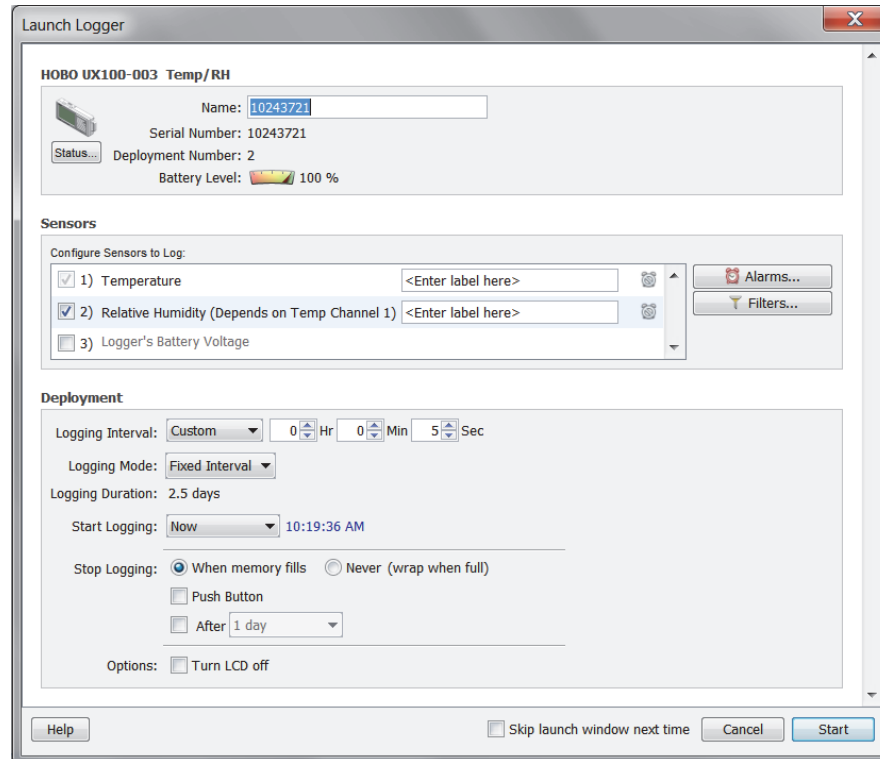 Launch Logger
HOBO UX100-003 Temp/RH
Name: 10243721
Serial Number: 10243721
Status... Deployment Number: 2
Battery Level: 100 %
Sensors
Configure Sensors to Log:
1) Temperature <Enter label here>
Alarms...
2) Relative Humidity (Depends on Temp Channel 1) <Enter label here>
Filters...
3) Logger's Battery Voltage
Deployment
Logging Interval: Custom 0 Hr 0 Min 5 Sec
Logging Mode: Fixed Interval
Logging Duration: 2.5 days
Start Logging: Now 10:19:36 AM
Stop Logging: When memory fills Never (wrap when full)
Push Button
After 1 day
Options: Turn LCD off
Help Skip launch window next time Cancel Start